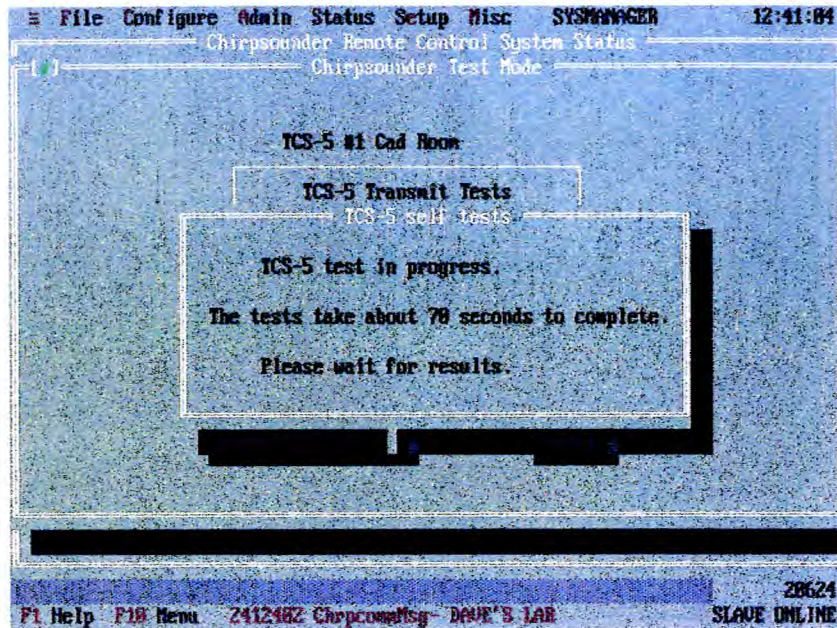 ≡ File Configure Admin Status Setup Misc SYSMANAGER 12:41:04
Chirpsounder Remote Control System Status
Chirpsounder Test Mode
TCS-5 #1 Cad Room
TCS-5 Transmit Tests
TCS-5 self tests
TCS-5 test in progress.
The tests take about 70 seconds to complete.
Please wait for results.
20624
F1 Help F10 Menu 241240Z ChrpcommMsg- DAVE'S LAB SLAVE ONLINE